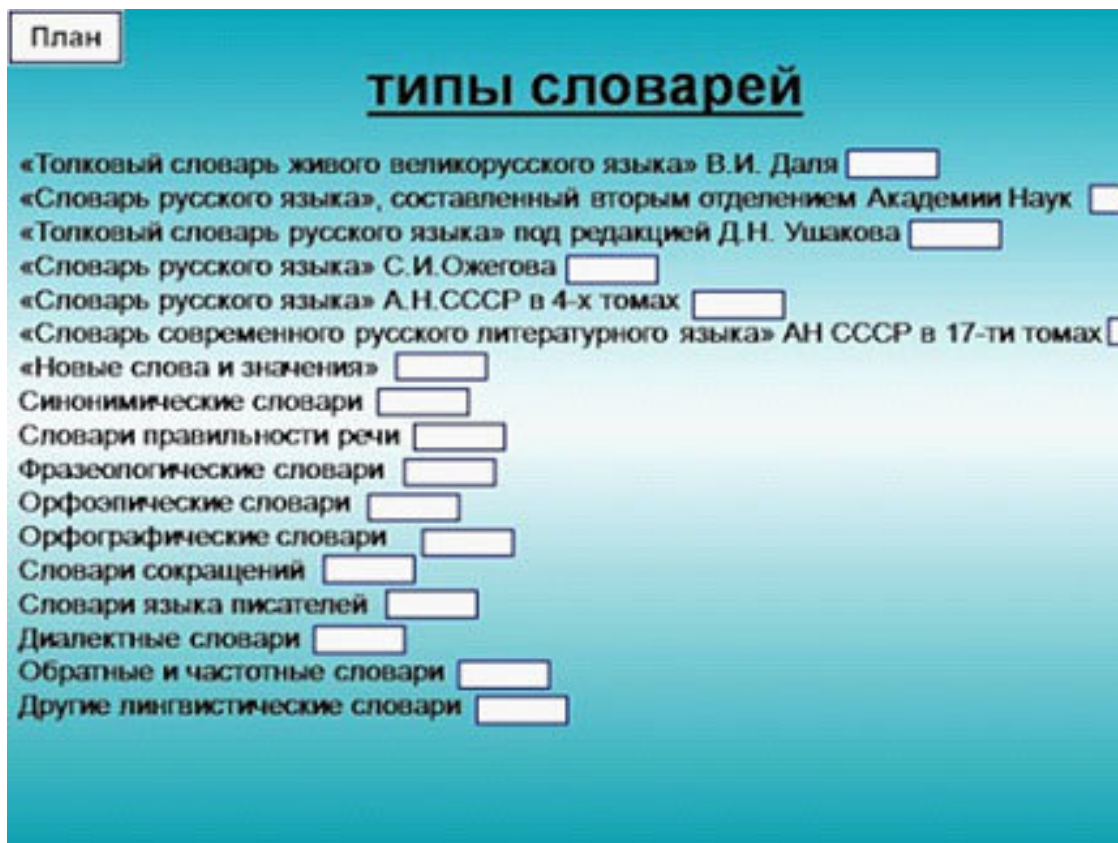 План
типы словарей
«Толковый словарь живого великорусского языка» В.И. Даля
«Словарь русского языка», составленный вторым отделением Академии Наук
«Толковый словарь русского языка» под редакцией Д.Н. Ушакова
«Словарь русского языка» С.И.Ожегова
«Словарь русского языка» А.Н.СССР в 4-х томах
«Словарь современного русского литературного языка» АН СССР в 17-ти томах
«Новые слова и значения»
Синонимические словари
Словари правильности речи
Фразеологические словари
Орфоэпические словари
Орфографические словари
Словари сокращений
Словари языка писателей
Диалектные словари
Обратные и частотные словари
Другие лингвистические словари